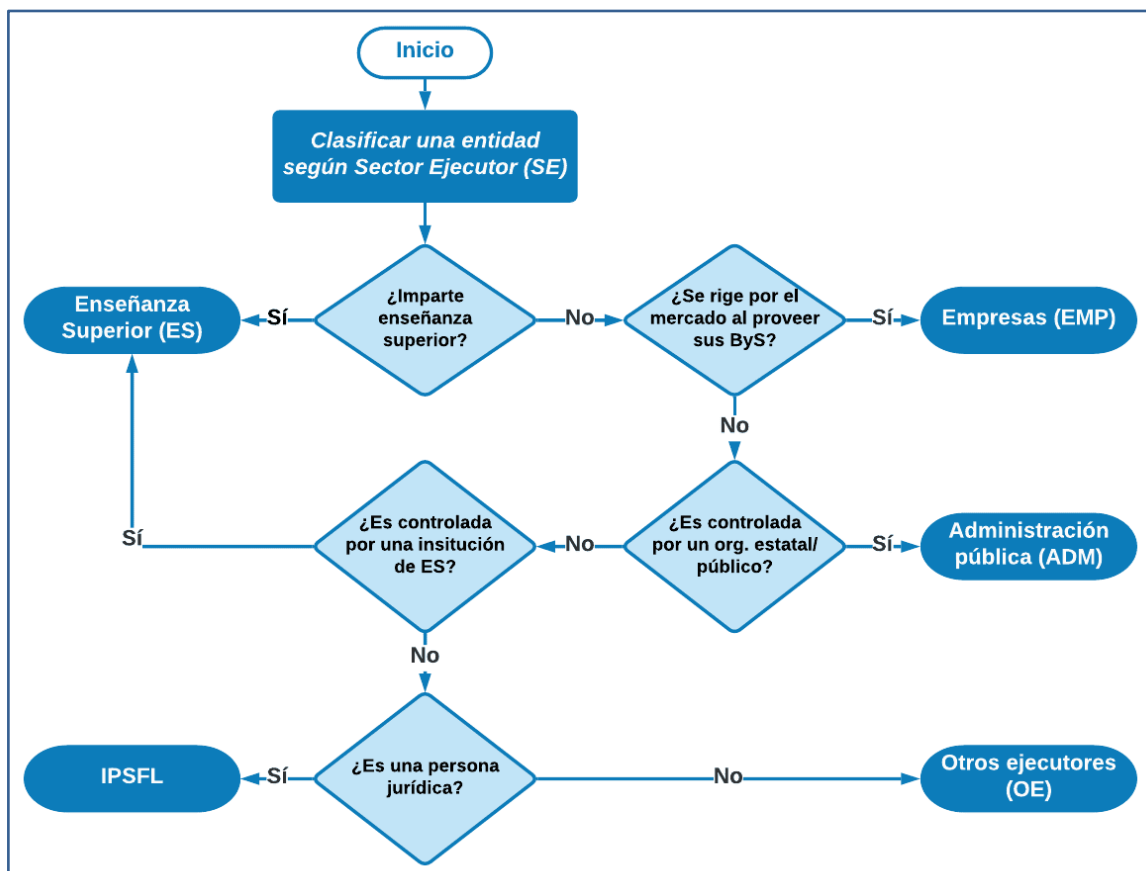 Inicio
Clasificar una entidad
según Sector Ejecutor (SE)
Enseñanza
Superior (ES)
Sí
¿Imparte
enseñanza
superior?
No
¿Se rige por el
mercado al proveer
sus ByS?
Sí
Empresas (EMP)
No
Sí
¿Es controlada
por una insitución
de ES?
No
¿Es controlada
por un org. estatal/
público?
Sí
Administración
pública (ADM)
No
IPSFL
Sí
¿Es una persona
jurídica?
No
Otros ejecutores
(OE)